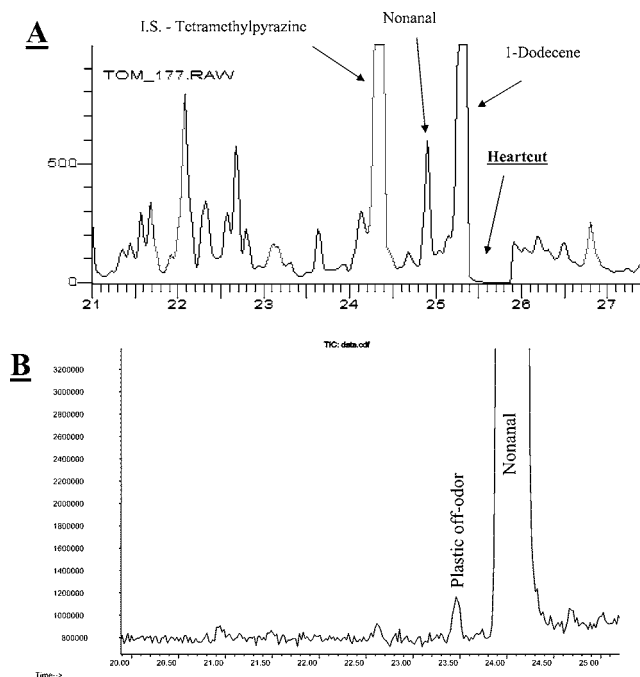 A
I.S. - Tetramethylpyrazine
Nonanal
1-Dodecene
TOM_177.RAW
Heartcut
500
0
21 22 23 24 25 26 27
B
TIC: data.cdf
3200000
3000000
2800000
2600000
2400000
2200000
2000000
1800000
1600000
1400000
1200000
1000000
800000
Plastic off-odor
Nonanal
20.00 20.50 21.00 21.50 22.00 22.50 23.00 23.50 24.00 24.50 25.00
Time-->